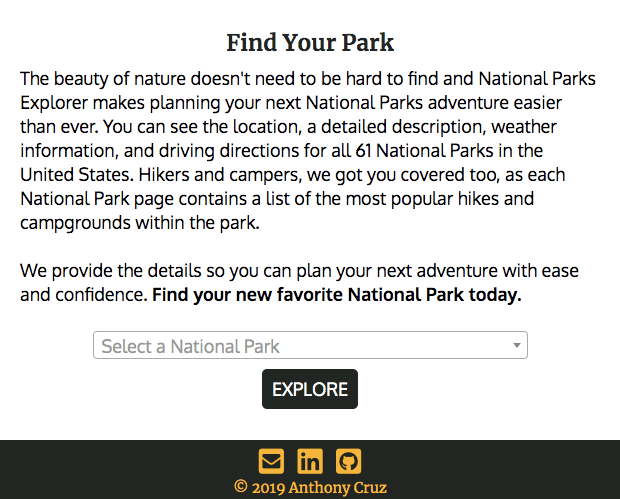 Find Your Park
The beauty of nature doesn't need to be hard to find and National Parks
Explorer makes planning your next National Parks adventure easier
than ever. You can see the location, a detailed description, weather
information, and driving directions for all 61 National Parks in the
United States. Hikers and campers, we got you covered too, as each
National Park page contains a list of the most popular hikes and
campgrounds within the park.
We provide the details so you can plan your next adventure with ease
and confidence. Find your new favorite National Park today.
Select a National Park
EXPLORE
in
© 2019 Anthony Cruz